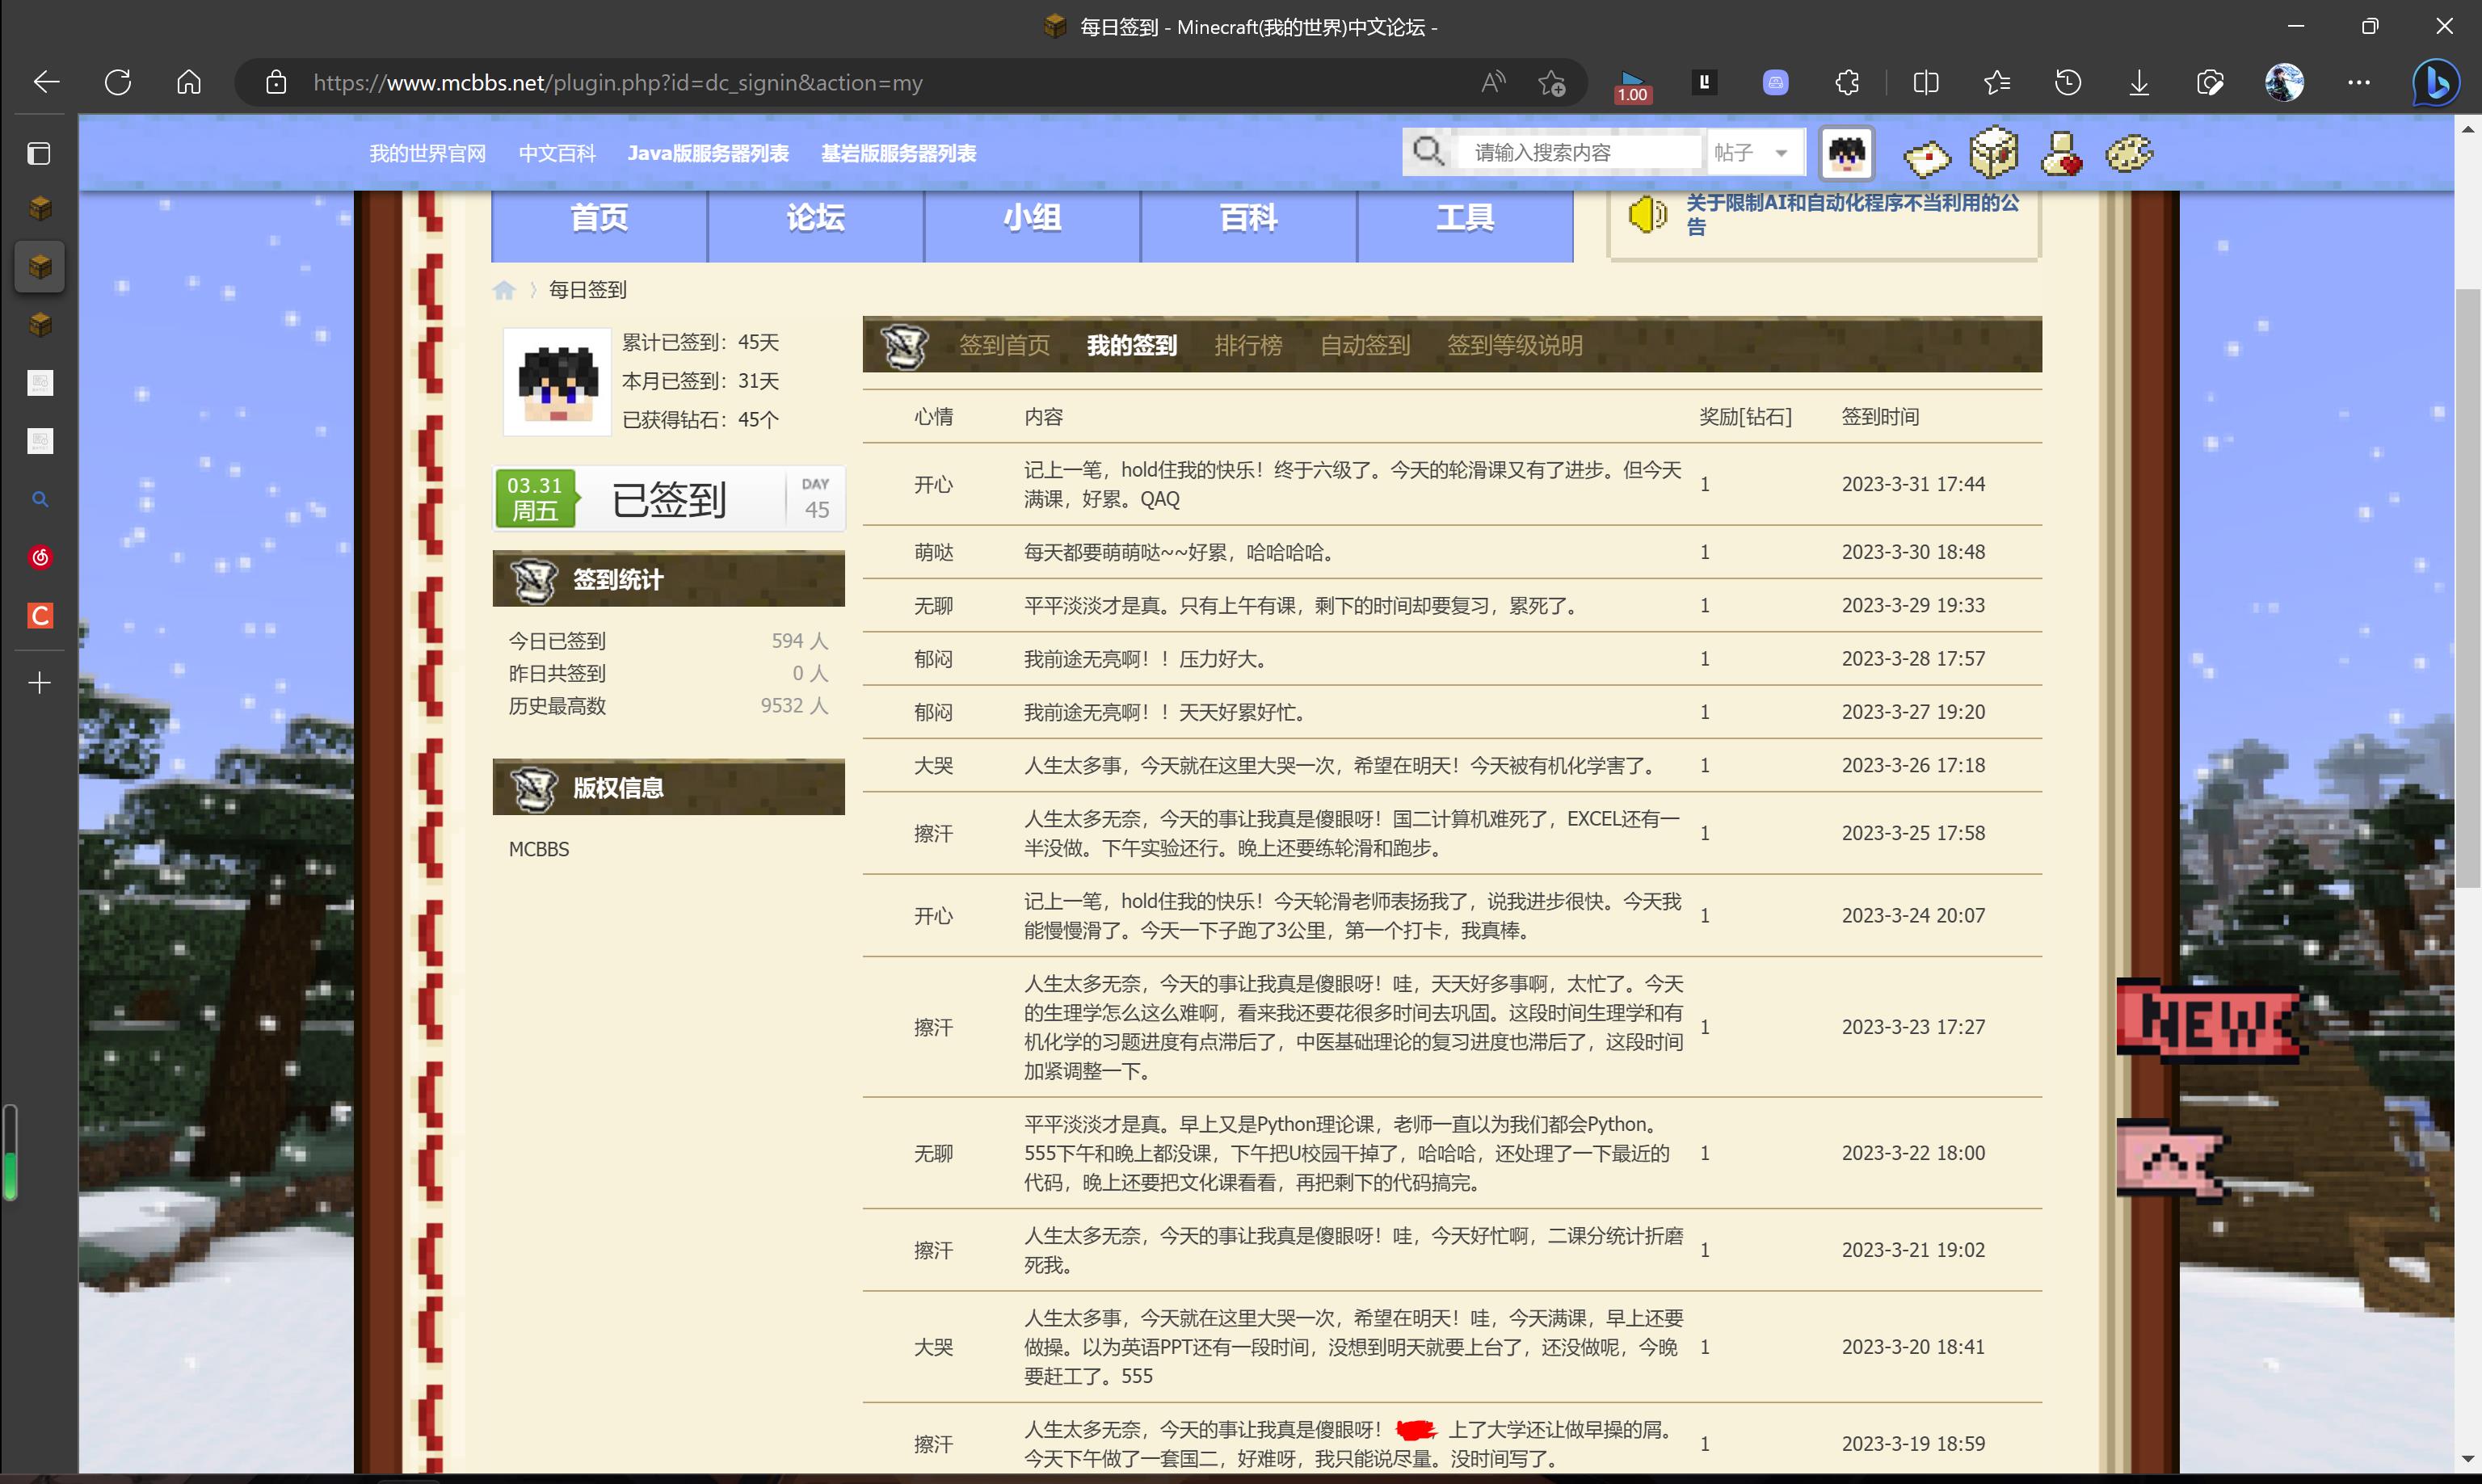 每日签到 - Minecraft(我的世界)中文论坛 -
https://www.mcbbs.net/plugin.php?id=dc_signin&action=my
1.00
我的世界官网 中文百科 Java版服务器列表 基岩版服务器列表
请输入搜索内容 帖子
首页 论坛 小组 百科 工具
关于限制AI和自动化程序不当利用的公
告
每日签到
累计已签到：45天
本月已签到：31天
已获得钻石：45个
03.31
周五
已签到
DAY
45
签到统计
今日已签到 594 人
昨日共签到 0 人
历史最高数 9532 人
版权信息
MCBBS
签到首页 我的签到 排行榜 自动签到 签到等级说明
心情 内容 奖励[钻石] 签到时间
开心 记上一笔，hold住我的快乐！终于六级了。今天的轮滑课又有了进步。但今天
满课，好累。QAQ 1 2023-3-31 17:44
萌哒 每天都要萌萌哒~~好累，哈哈哈哈。 1 2023-3-30 18:48
无聊 平平淡淡才是真。只有上午有课，剩下的时间却要复习，累死了。 1 2023-3-29 19:33
郁闷 我前途无亮啊！！压力好大。 1 2023-3-28 17:57
郁闷 我前途无亮啊！！天天好累好忙。 1 2023-3-27 19:20
大哭 人生太多事，今天就在这里大哭一次，希望在明天！今天被有机化学害了。 1 2023-3-26 17:18
擦汗 人生太多无奈，今天的事让我真是傻眼呀！国二计算机难死了，EXCEL还有一
半没做。下午实验还行。晚上还要练轮滑和跑步。 1 2023-3-25 17:58
开心 记上一笔，hold住我的快乐！今天轮滑老师表扬我了，说我进步很快。今天我
能慢慢滑了。今天一下子跑了3公里，第一个打卡，我真棒。 1 2023-3-24 20:07
擦汗 人生太多无奈，今天的事让我真是傻眼呀！哇，天天好多事啊，太忙了。今天
的生理学怎么这么难啊，看来我还要花很多时间去巩固。这段时间生理学和有
机化学的习题进度有点滞后了，中医基础理论的复习进度也滞后了，这段时间
加紧调整一下。 1 2023-3-23 17:27
无聊 平平淡淡才是真。早上又是Python理论课，老师一直以为我们都会Python。
555下午和晚上都没课，下午把U校园干掉了，哈哈哈，还处理了一下最近的
代码，晚上还要把文化课看看，再把剩下的代码搞完。 1 2023-3-22 18:00
擦汗 人生太多无奈，今天的事让我真是傻眼呀！哇，今天好忙啊，二课分统计折磨
死我。 1 2023-3-21 19:02
大哭 人生太多事，今天就在这里大哭一次，希望在明天！哇，今天满课，早上还要
做操。以为英语PPT还有一段时间，没想到明天就要上台了，还没做呢，今晚
要赶工了。555 1 2023-3-20 18:41
擦汗 人生太多无奈，今天的事让我真是傻眼呀！ 上了大学还让做早操的屑。
今天下午做了一套国二，好难呀，我只能说尽量。没时间写了。 1 2023-3-19 18:59
NEW